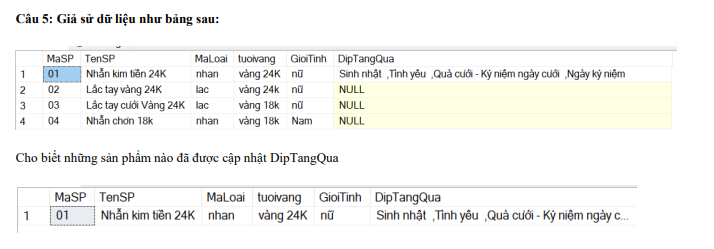 Câu 5: Giả sử dữ liệu như bảng sau:
MaSP TenSP MaLoai tuoivang GioiTinh DipTangQua
1 01 Nhẫn kim tiền 24K nhan vàng 24K nữ Sinh nhật ,Tình yêu ,Quà cưới - Kỷ niệm ngày cưới ,Ngày kỷ niệm
2 02 Lắc tay vàng 24K lac vàng 24k nữ NULL
3 03 Lắc tay cưới Vàng 24K lac vàng 18k nữ NULL
4 04 Nhẫn chơn 18k nhan vàng 18k Nam NULL
Cho biết những sản phẩm nào đã được cập nhật DipTangQua
MaSP TenSP MaLoai tuoivang GioiTinh DipTangQua
1 01 Nhẫn kim tiền 24K nhan vàng 24K nữ Sinh nhật ,Tình yêu ,Quà cưới - Kỷ niệm ngày c...